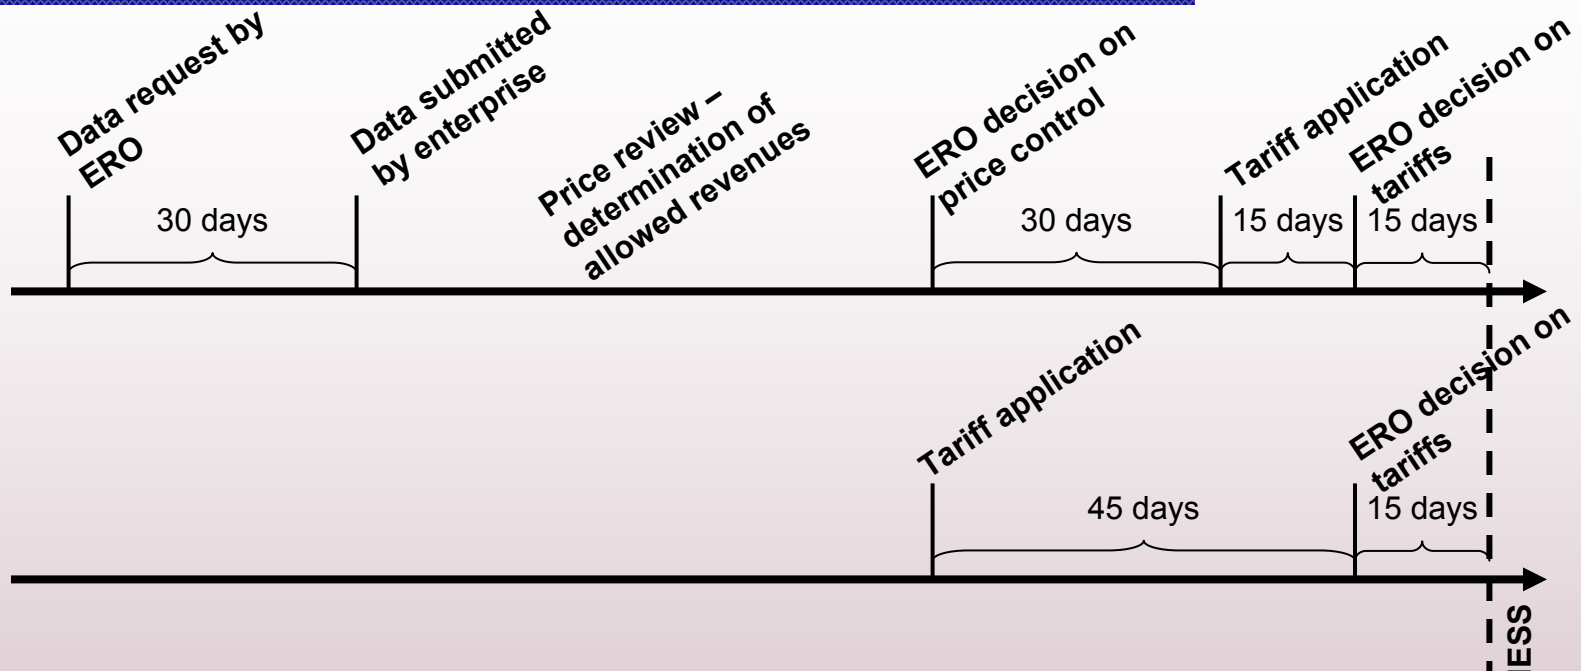 Data request by
ERO
Data submitted
by enterprise
Price review –
determination of
allowed revenues
ERO decision on
price control
Tariff application
ERO decision on
tariffs
30 days
30 days
15 days
15 days
Tariff application
ERO decision on
tariffs
45 days
15 days